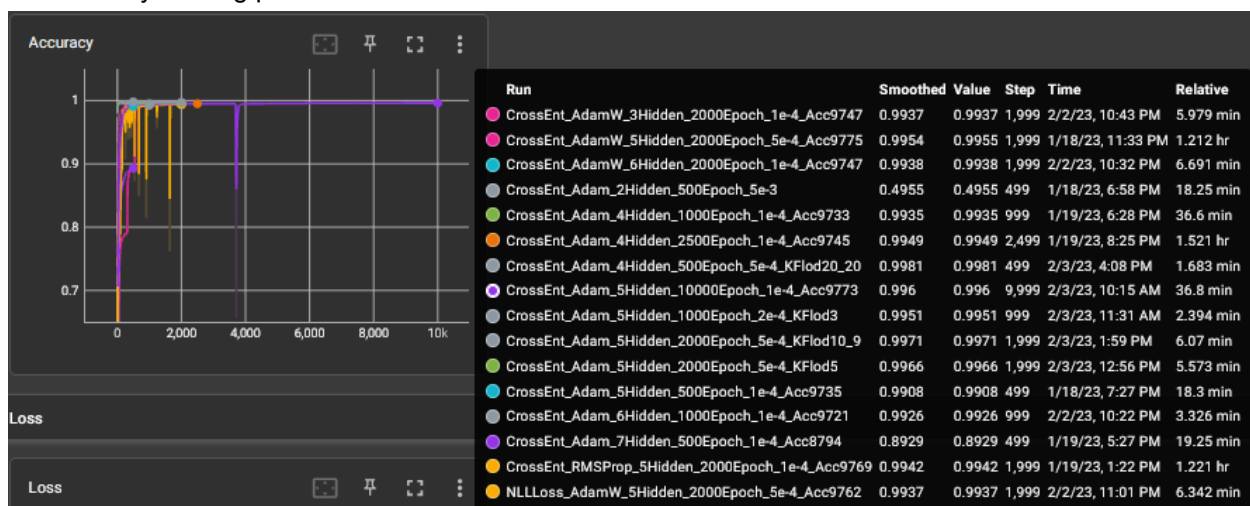 Accuracy
1
0.9
0.8
0.7
0 2,000 4,000 6,000 8,000 10k
Loss
Loss
Run Smoothed Value Step Time Relative
CrossEnt_AdamW_3Hidden_2000Epoch_1e-4_Acc9747 0.9937 0.9937 1,999 2/2/23, 10:43 PM 5.979 min
CrossEnt_AdamW_5Hidden_2000Epoch_5e-4_Acc9775 0.9954 0.9955 1,999 1/18/23, 11:33 PM 1.212 hr
CrossEnt_AdamW_6Hidden_2000Epoch_1e-4_Acc9747 0.9938 0.9938 1,999 2/2/23, 10:32 PM 6.691 min
CrossEnt_Adam_2Hidden_500Epoch_5e-3 0.4955 0.4955 499 1/18/23, 6:58 PM 18.25 min
CrossEnt_Adam_4Hidden_1000Epoch_1e-4_Acc9733 0.9935 0.9935 999 1/19/23, 6:28 PM 36.6 min
CrossEnt_Adam_4Hidden_2500Epoch_1e-4_Acc9745 0.9949 0.9949 2,499 1/19/23, 8:25 PM 1.521 hr
CrossEnt_Adam_4Hidden_500Epoch_5e-4_KFlod20_20 0.9981 0.9981 499 2/3/23, 4:08 PM 1.683 min
CrossEnt_Adam_5Hidden_10000Epoch_1e-4_Acc9773 0.996 0.996 9,999 2/3/23, 10:15 AM 36.8 min
CrossEnt_Adam_5Hidden_1000Epoch_2e-4_KFlod3 0.9951 0.9951 999 2/3/23, 11:31 AM 2.394 min
CrossEnt_Adam_5Hidden_2000Epoch_5e-4_KFlod10_9 0.9971 0.9971 1,999 2/3/23, 1:59 PM 6.07 min
CrossEnt_Adam_5Hidden_2000Epoch_5e-4_KFlod5 0.9966 0.9966 1,999 2/3/23, 12:56 PM 5.573 min
CrossEnt_Adam_5Hidden_500Epoch_1e-4_Acc9735 0.9908 0.9908 499 1/18/23, 7:27 PM 18.3 min
CrossEnt_Adam_6Hidden_1000Epoch_1e-4_Acc9721 0.9926 0.9926 999 2/2/23, 10:22 PM 3.326 min
CrossEnt_Adam_7Hidden_500Epoch_1e-4_Acc8794 0.8929 0.8929 499 1/19/23, 5:27 PM 19.25 min
CrossEnt_RMSProp_5Hidden_2000Epoch_1e-4_Acc9769 0.9942 0.9942 1,999 1/19/23, 1:22 PM 1.221 hr
NLLLoss_AdamW_5Hidden_2000Epoch_5e-4_Acc9762 0.9937 0.9937 1,999 2/2/23, 11:01 PM 6.342 min